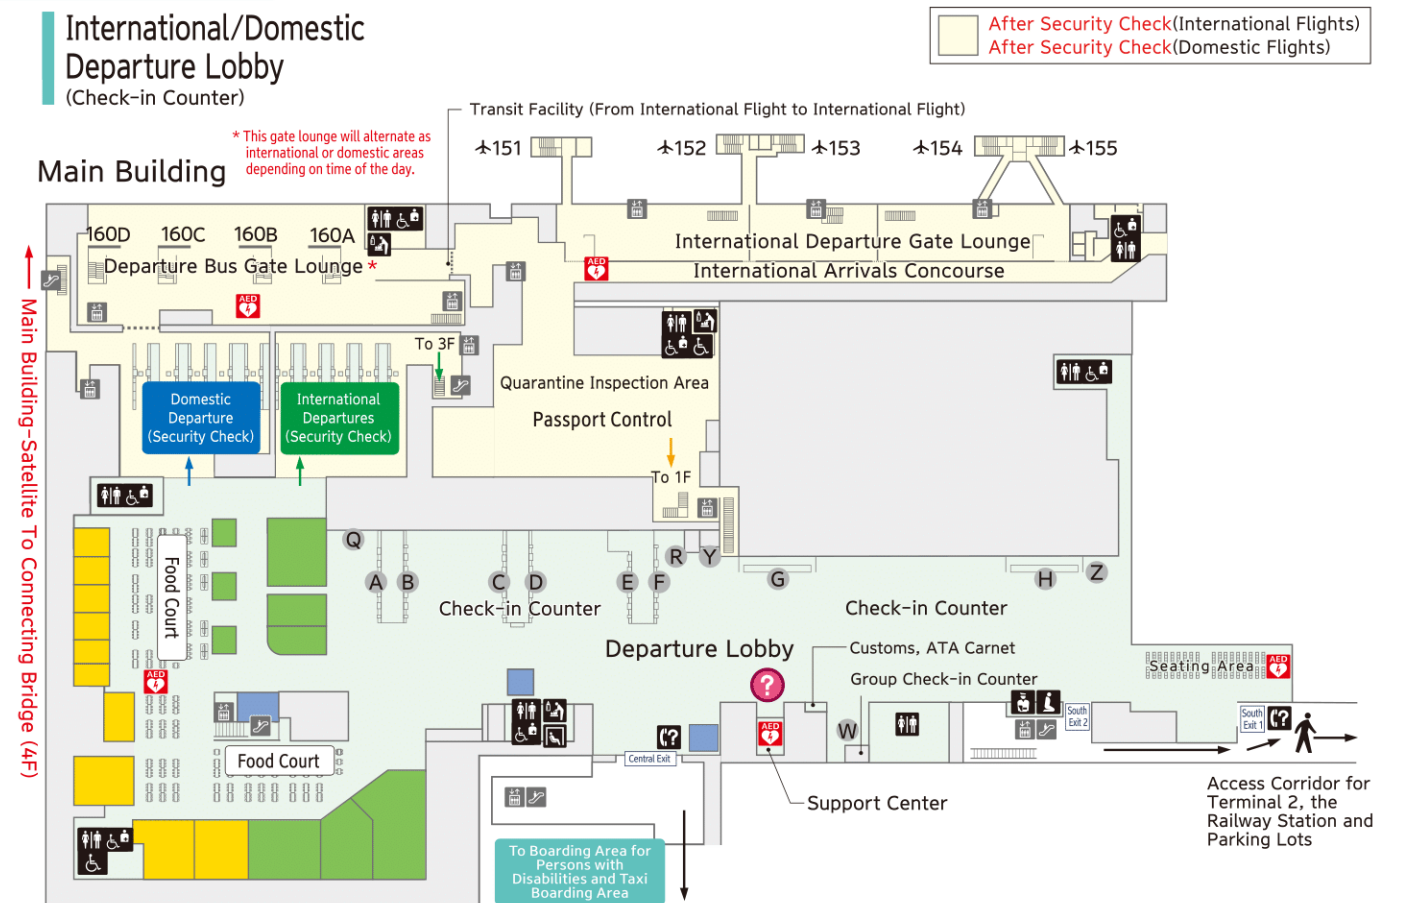 International/Domestic
Departure Lobby
(Check-in Counter)
After Security Check(International Flights)
After Security Check(Domestic Flights)
Transit Facility (From International Flight to International Flight)
* This gate lounge will alternate as
international or domestic areas
depending on time of the day.
Main Building
151
152
153
154
155
160D
160C
160B
160A
Departure Bus Gate Lounge *
International Departure Gate Lounge
International Arrivals Concourse
AED
AED
Main Building-Satellite To Connecting Bridge (4F)
To 3F
Quarantine Inspection Area
Passport Control
To 1F
Domestic
Departure
(Security Check)
International
Departures
(Security Check)
Food Court
Q
A
B
C
D
E
F
R
Y
G
H
Z
Check-in Counter
Check-in Counter
Departure Lobby
?
Customs, ATA Carnet
Group Check-in Counter
Seating Area
AED
AED
AED
W
South
Exit 2
South
Exit 1
?
?
Central Exit
Food Court
Support Center
Access Corridor for
Terminal 2, the
Railway Station and
Parking Lots
To Boarding Area for
Persons with
Disabilities and Taxi
Boarding Area